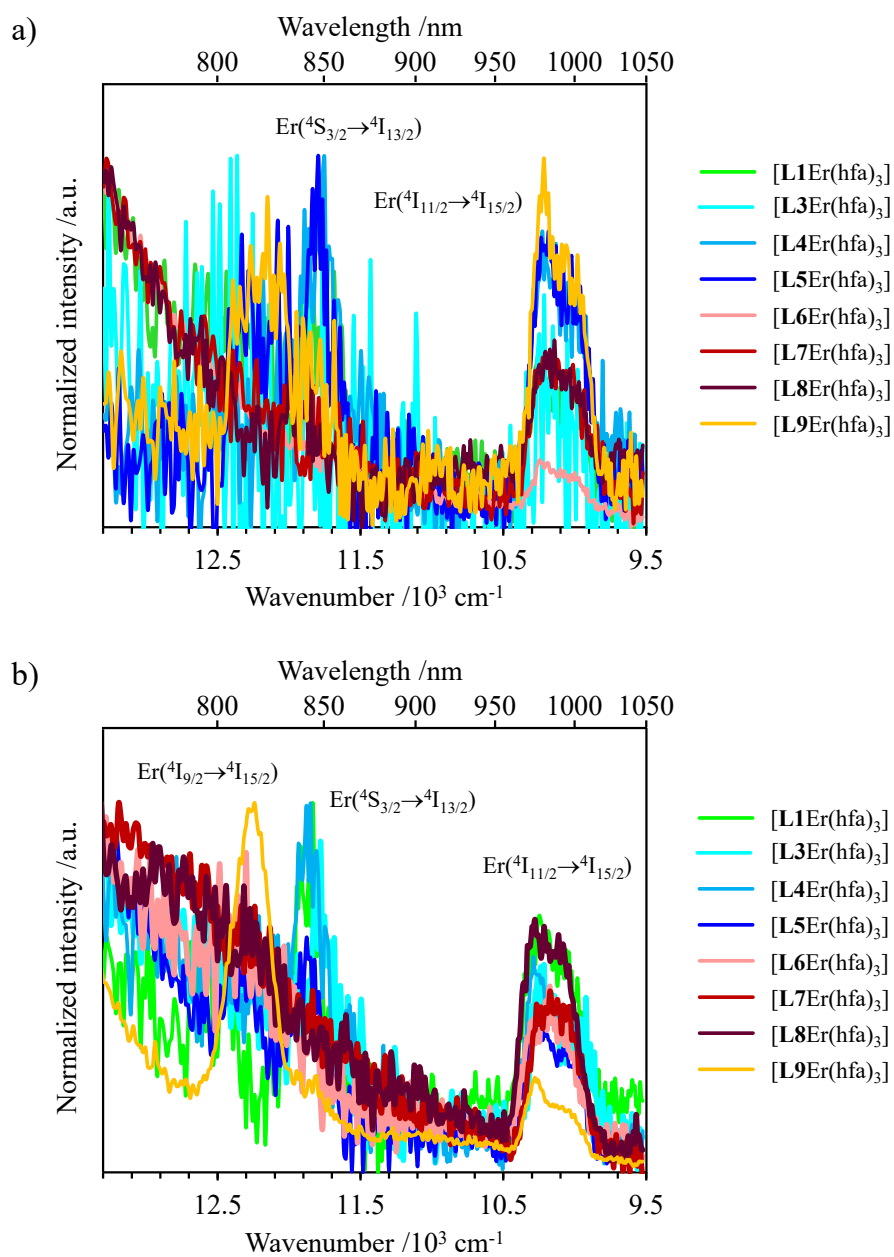 a)
Wavelength /nm
800 850 900 950 1000 1050
Er(⁴S₃/₂→⁴I₁₃/₂)
Er(⁴I₁₁/₂→⁴I₁₅/₂)
Normalized intensity /a.u.
[L1Er(hfa)₃]
[L3Er(hfa)₃]
[L4Er(hfa)₃]
[L5Er(hfa)₃]
[L6Er(hfa)₃]
[L7Er(hfa)₃]
[L8Er(hfa)₃]
[L9Er(hfa)₃]
12.5 11.5 10.5 9.5
Wavenumber /10³ cm⁻¹
b)
Wavelength /nm
800 850 900 950 1000 1050
Er(⁴I₉/₂→⁴I₁₅/₂)
Er(⁴S₃/₂→⁴I₁₃/₂)
Er(⁴I₁₁/₂→⁴I₁₅/₂)
Normalized intensity /a.u.
[L1Er(hfa)₃]
[L3Er(hfa)₃]
[L4Er(hfa)₃]
[L5Er(hfa)₃]
[L6Er(hfa)₃]
[L7Er(hfa)₃]
[L8Er(hfa)₃]
[L9Er(hfa)₃]
12.5 11.5 10.5 9.5
Wavenumber /10³ cm⁻¹